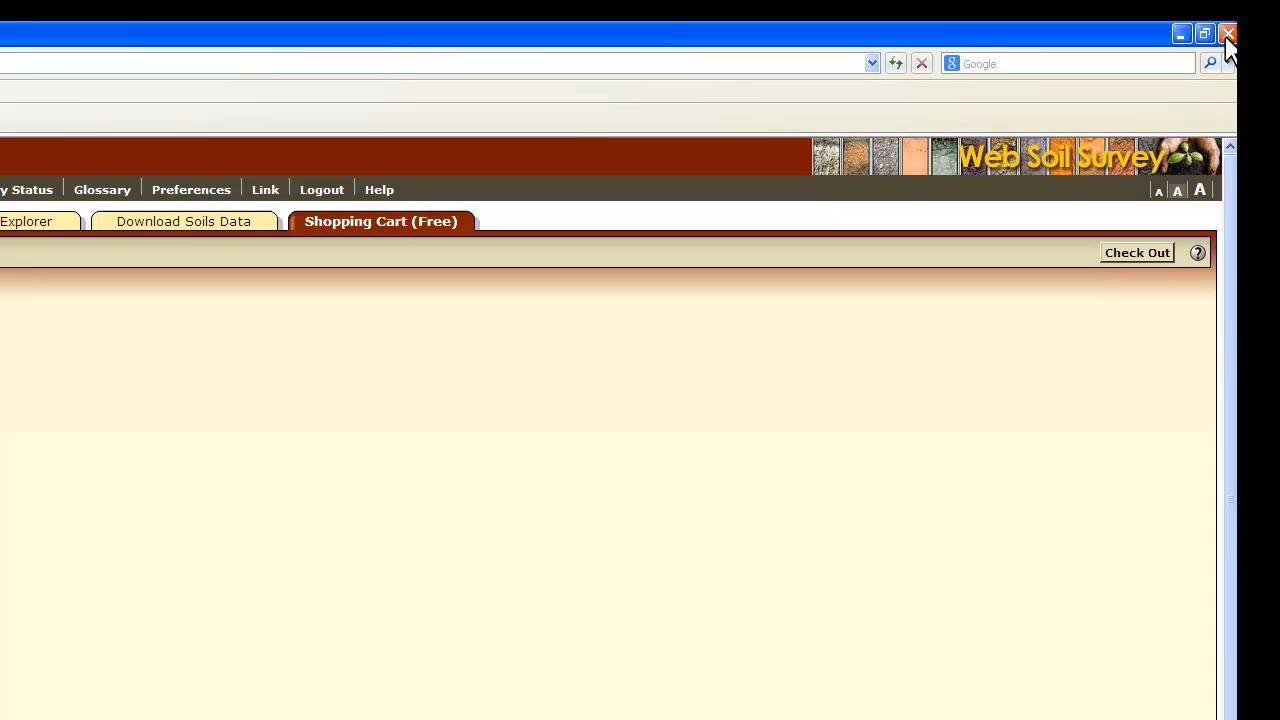 Google
Web Soil Survey
y Status Glossary Preferences Link Logout Help A A A
Explorer Download Soils Data Shopping Cart (Free)
Check Out ?